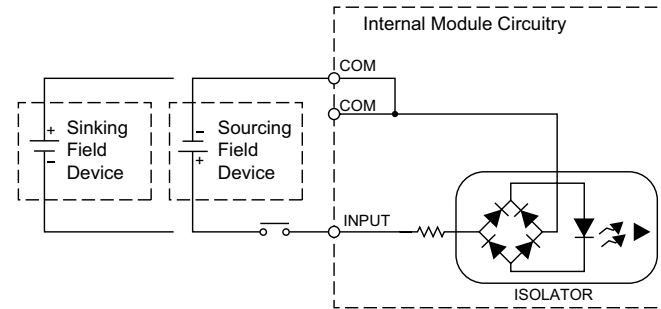 Internal Module Circuitry
COM
COM
+ Sinking
Field
– Device
– Sourcing
Field
+ Device
INPUT
ISOLATOR